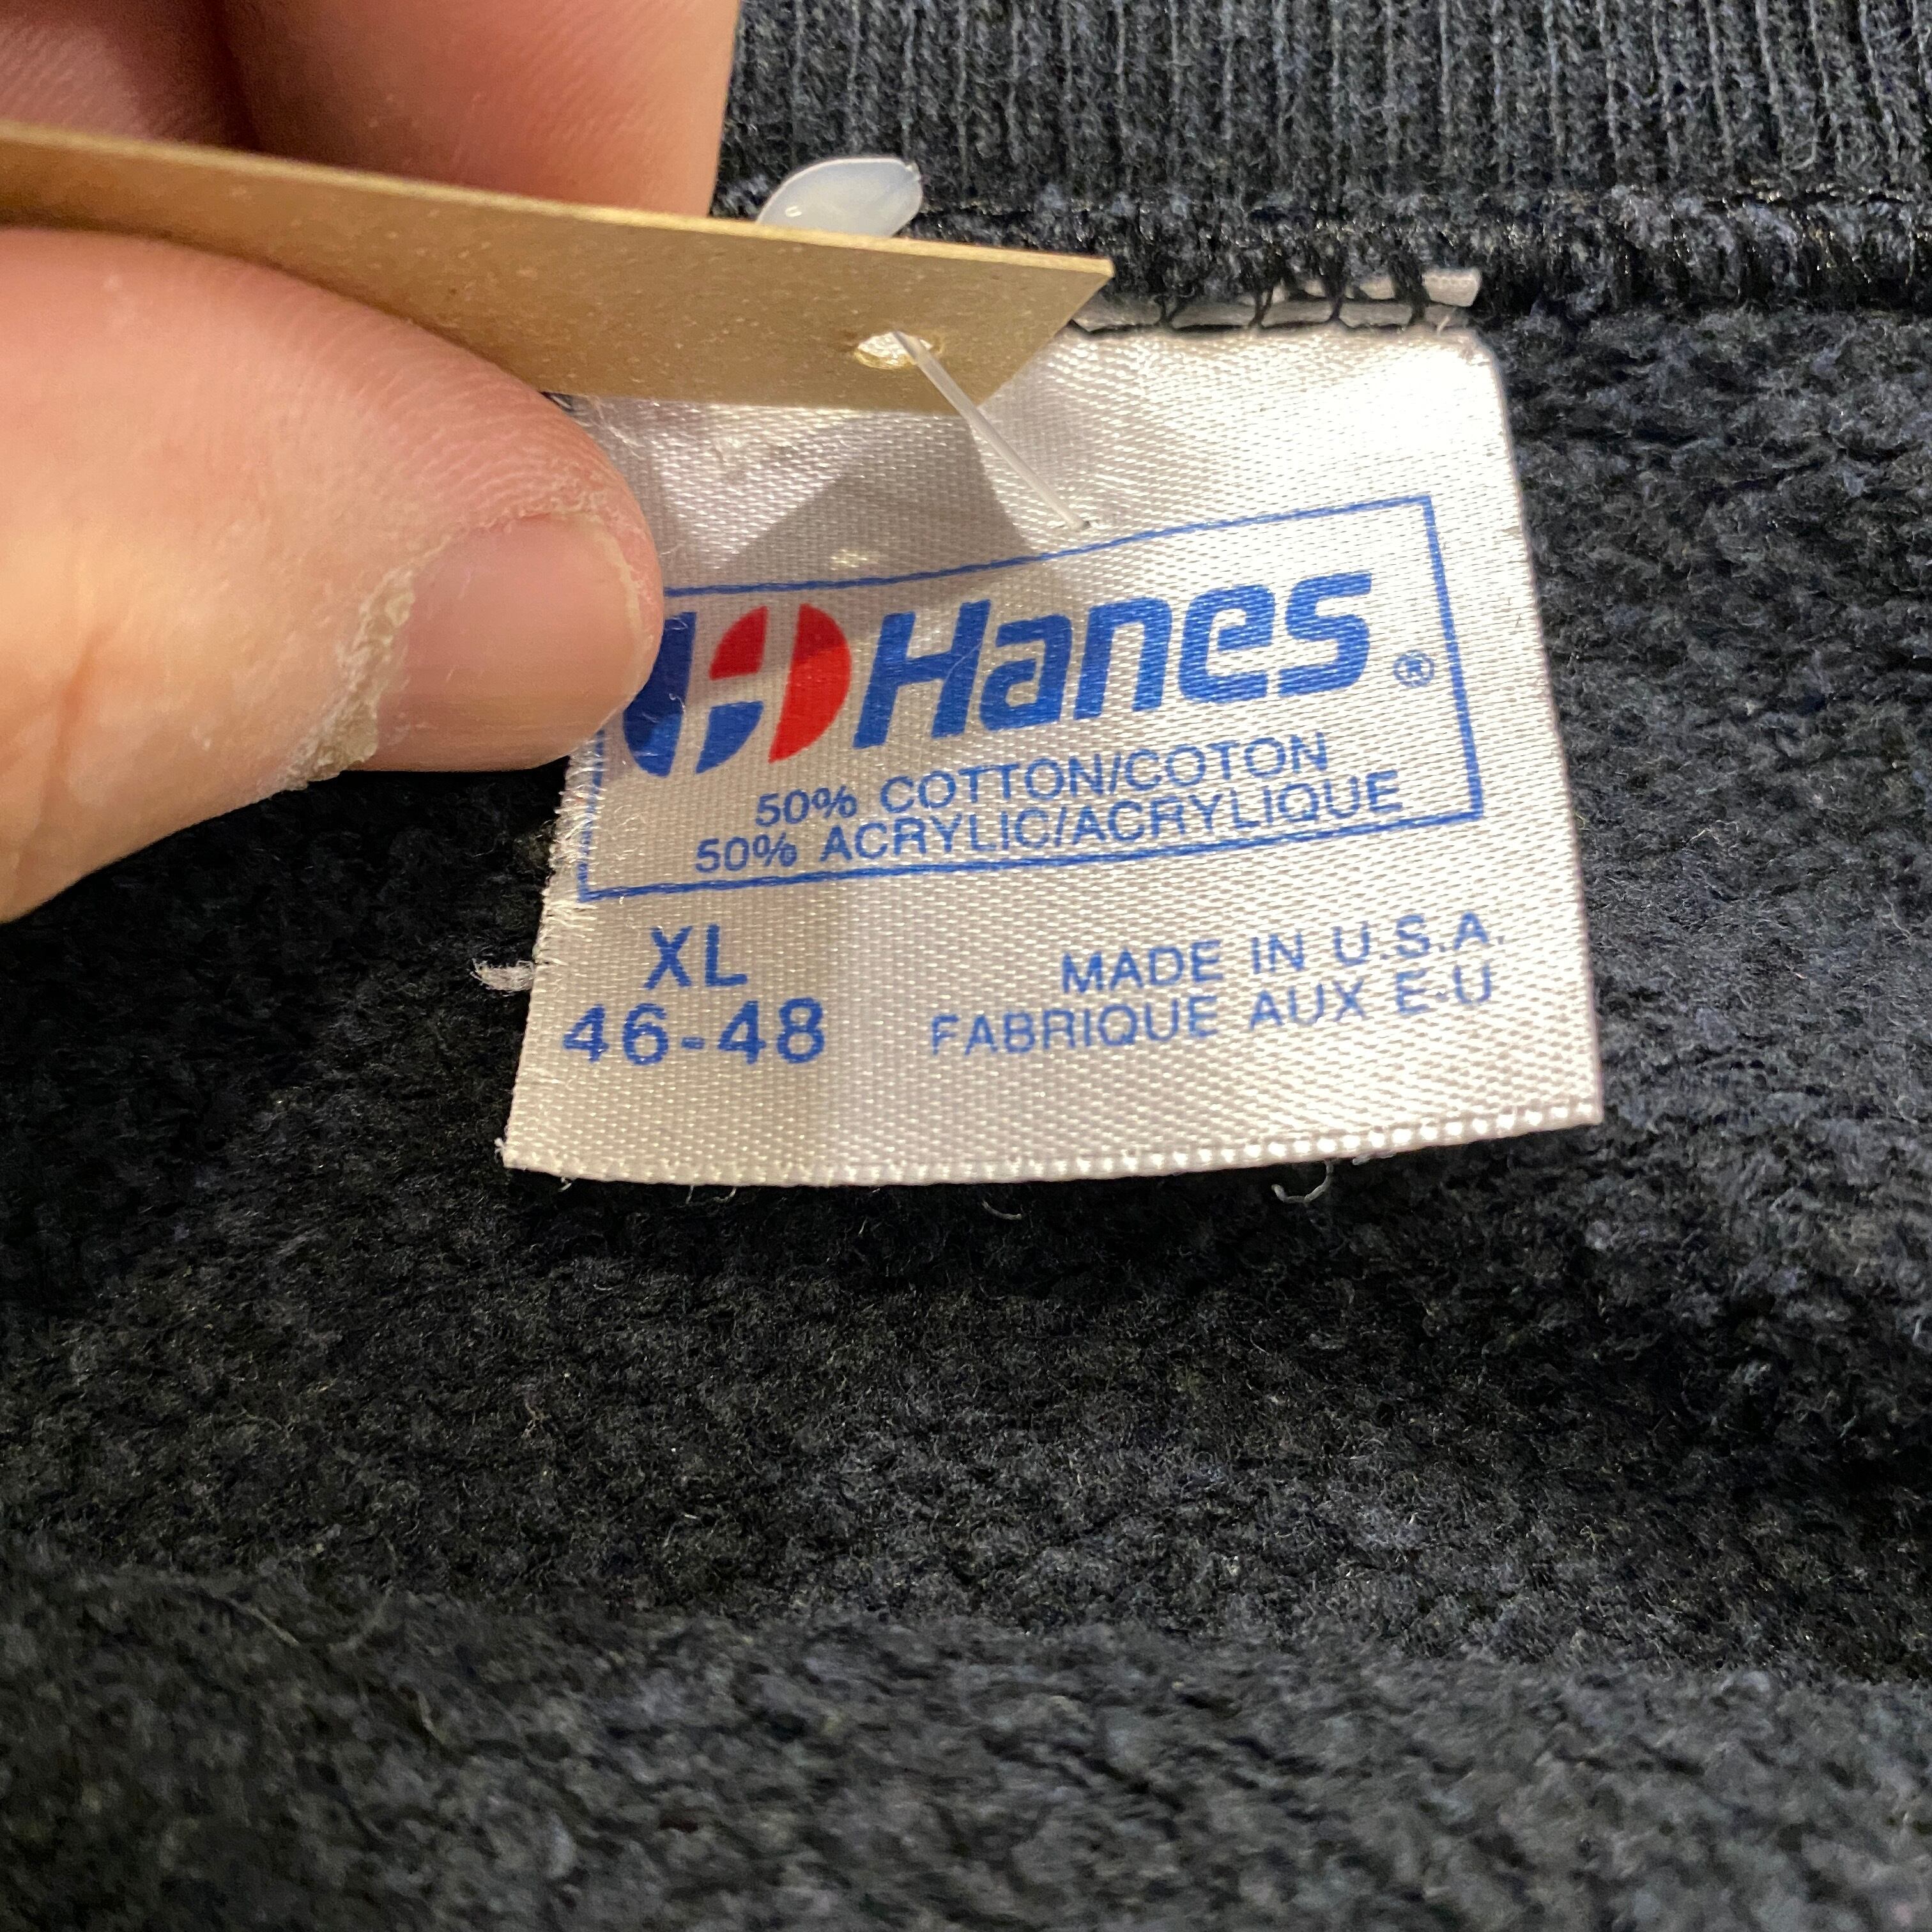 Hanes®
50% COTTON/COTON
50% ACRYLIC/ACRYLIQUE
XL
46-48
MADE IN U.S.A.
FABRIQUE AUX E-U